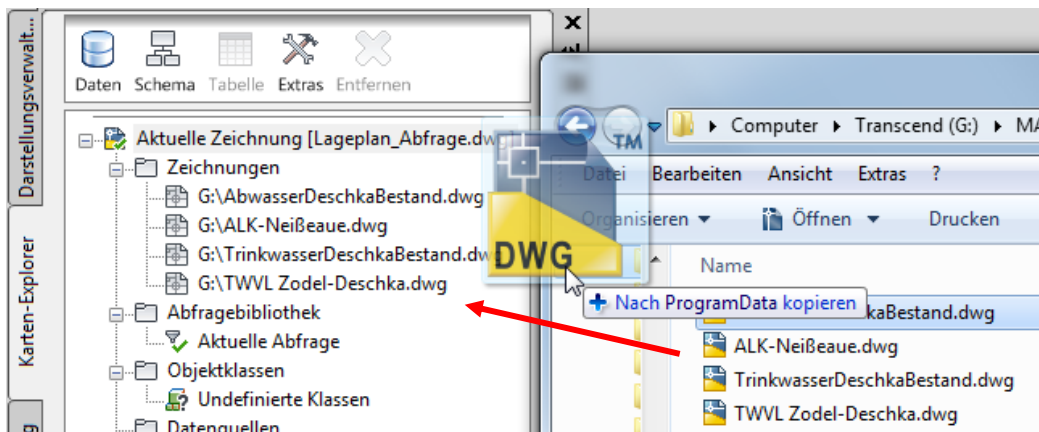 Darstellungsverwalt...
Karten-Explorer
Daten Schema Tabelle Extras Entfernen
Aktuelle Zeichnung [Lageplan_Abfrage.dwg]
Zeichnungen
G:\AbwasserDeschkaBestand.dwg
G:\ALK-Neißeaue.dwg
G:\TrinkwasserDeschkaBestand.dwg
G:\TWVL Zodel-Deschka.dwg
Abfragebibliothek
Aktuelle Abfrage
Objektklassen
Undefinierte Klassen
Datenquellen
Computer Transcend (G:) MA
Datei Bearbeiten Ansicht Extras ?
Organisieren Öffnen Drucken
TM
DWG
Name
Nach ProgramData kopieren
kaBestand.dwg
ALK-Neißeaue.dwg
TrinkwasserDeschkaBestand.dwg
TWVL Zodel-Deschka.dwg